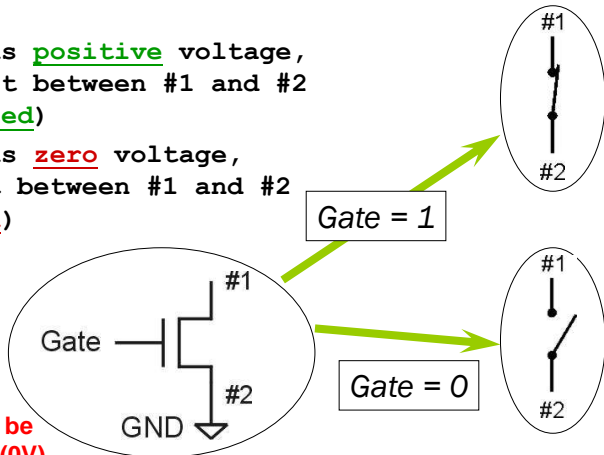 s positive voltage,
t between #1 and #2
ed)
s zero voltage,
between #1 and #2
)
Gate = 1
#1
#2
#1
Gate
#2
GND
Gate = 0
#1
#2
be
(0V)